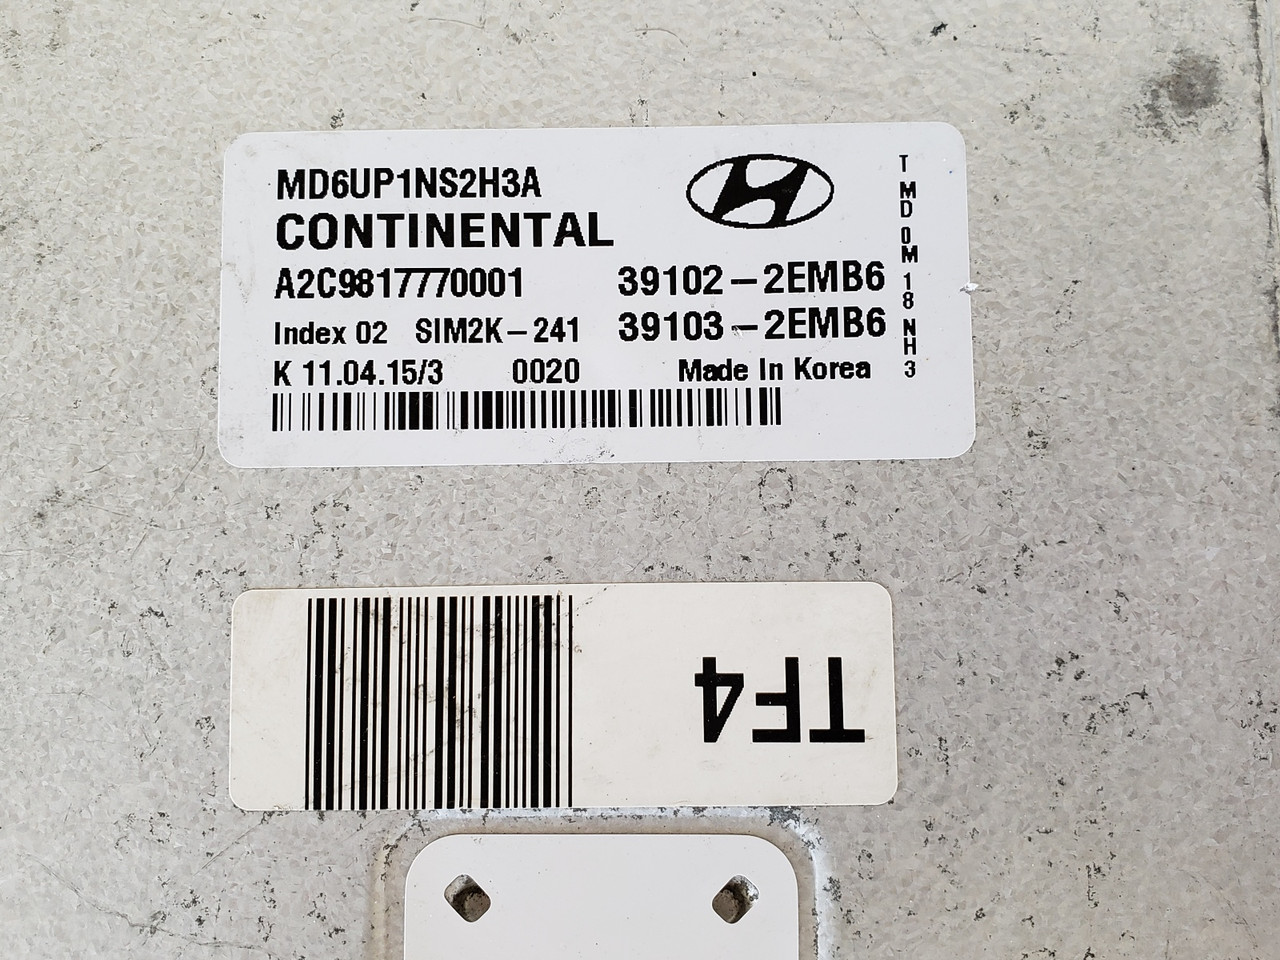 MD6UP1NS2H3A
CONTINENTAL
A2C9817770001 39102-2EMB6
Index 02 SIM2K-241 39103-2EMB6
K 11.04.15/3 0020 Made In Korea
T MD 0M 18 NH 3
TF4